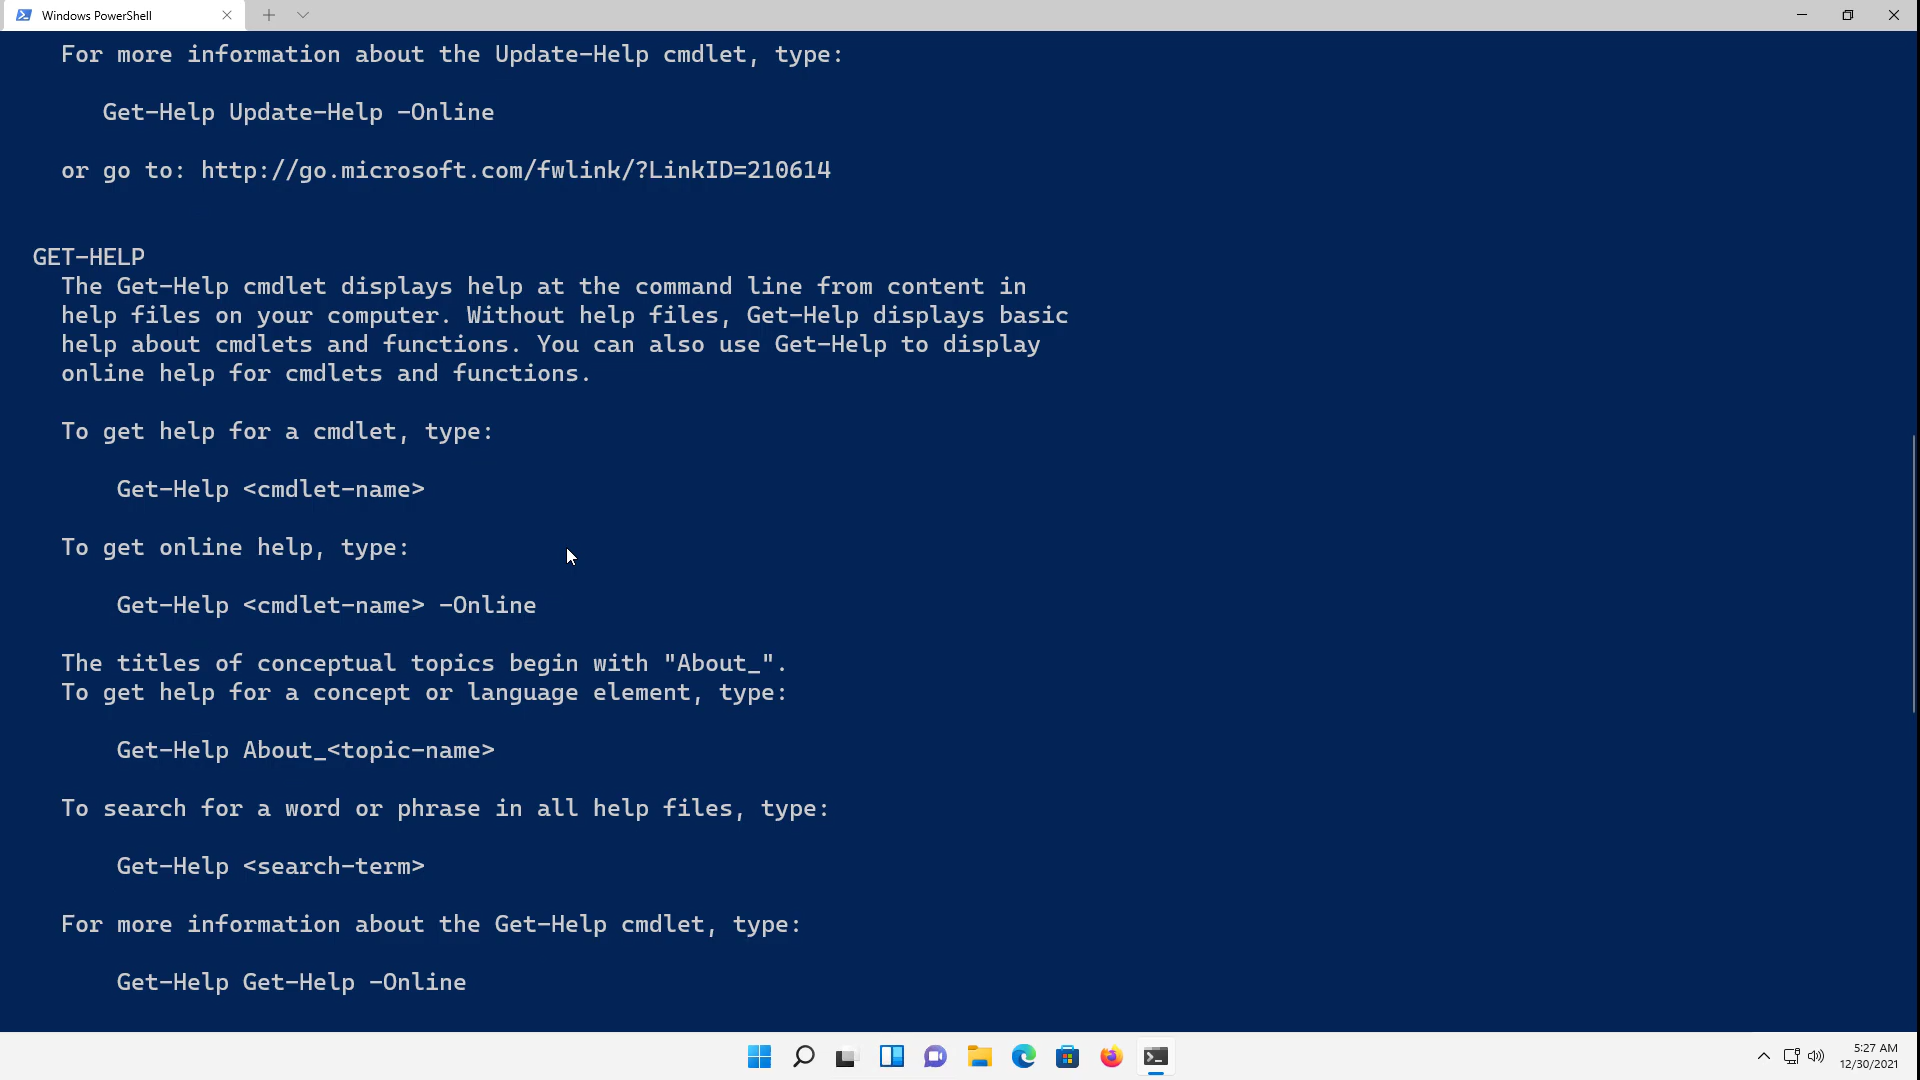 Windows PowerShell
For more information about the Update-Help cmdlet, type:
Get-Help Update-Help -Online
or go to: http://go.microsoft.com/fwlink/?LinkID=210614
GET-HELP
The Get-Help cmdlet displays help at the command line from content in
help files on your computer. Without help files, Get-Help displays basic
help about cmdlets and functions. You can also use Get-Help to display
online help for cmdlets and functions.
To get help for a cmdlet, type:
Get-Help <cmdlet-name>
To get online help, type:
Get-Help <cmdlet-name> -Online
The titles of conceptual topics begin with "About_".
To get help for a concept or language element, type:
Get-Help About_<topic-name>
To search for a word or phrase in all help files, type:
Get-Help <search-term>
For more information about the Get-Help cmdlet, type:
Get-Help Get-Help -Online
5:27 AM
12/30/2021